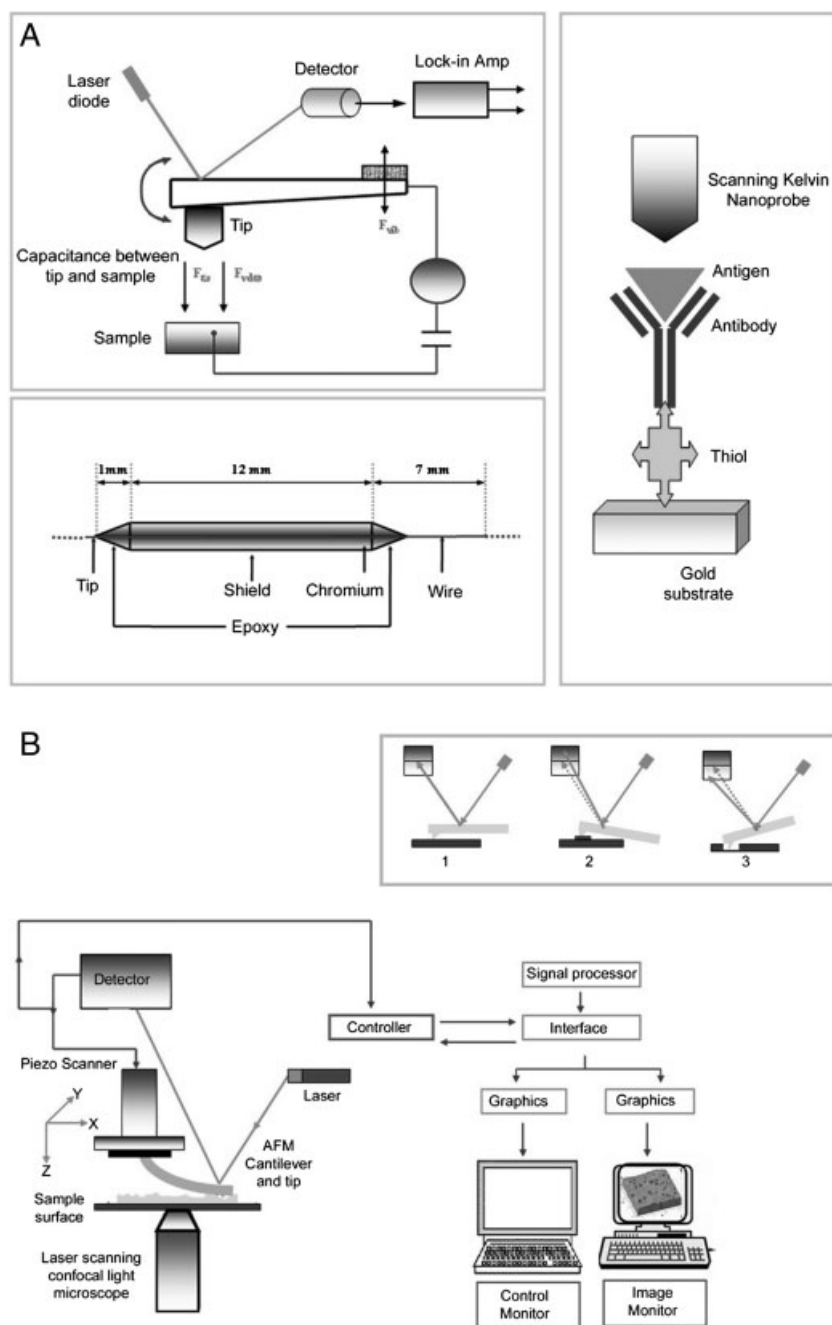 A
Laser
diode
Detector
Lock-in Amp
Tip
Capacitance between
tip and sample
Sample
Scanning Kelvin
Nanoprobe
Antigen
Antibody
Thiol
Gold
substrate
1mm
12 mm
7 mm
Tip
Shield
Chromium
Wire
Epoxy
B
1
2
3
Detector
Signal processor
Controller
Interface
Piezo Scanner
Y
X
Z
Laser
Graphics
Graphics
AFM
Cantilever
and tip
Sample
surface
Laser scanning
confocal light
microscope
Control
Monitor
Image
Monitor